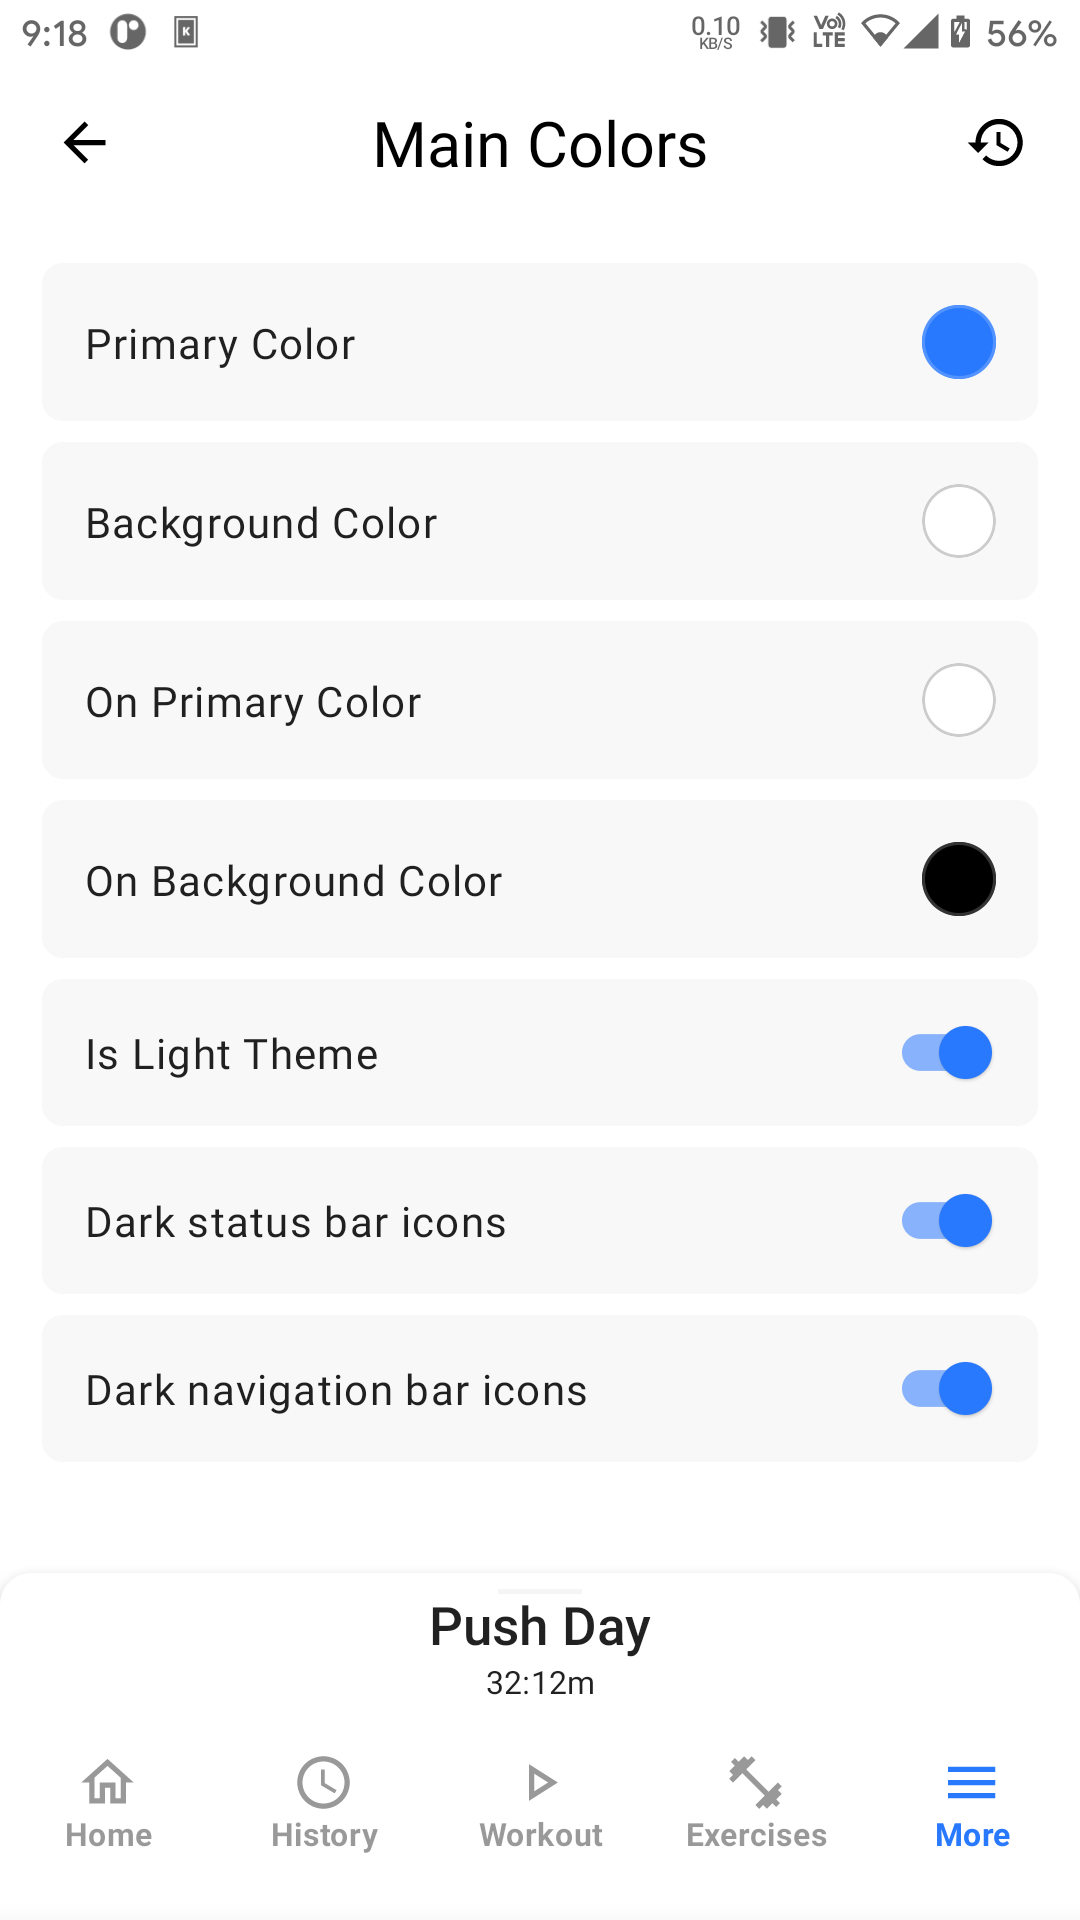 9:18
K
0.10
KB/S
Vo))
LTE
56%
Main Colors
Primary Color
Background Color
On Primary Color
On Background Color
Is Light Theme
Dark status bar icons
Dark navigation bar icons
Push Day
32:12m
Home
History
Workout
Exercises
More